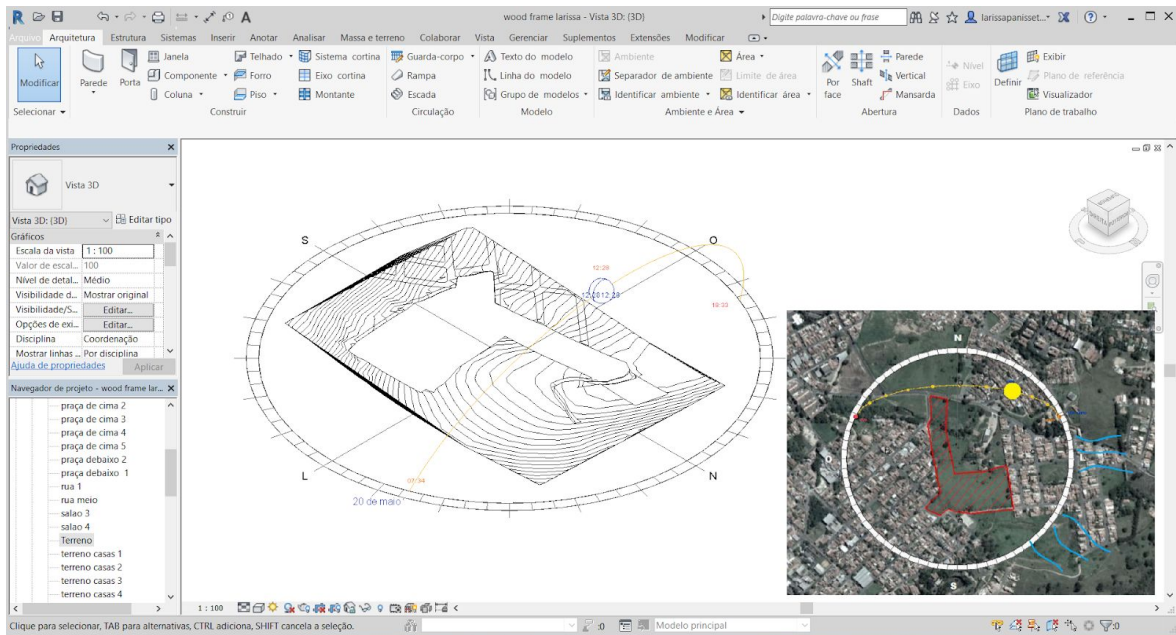 wood frame larissa - Vista 3D: {3D}
Digite palavra-chave ou frase
larissapanisset...
Arquivo Arquitetura Estrutura Sistemas Inserir Anotar Analisar Massa e terreno Colaborar Vista Gerenciar Suplementos Extensões Modificar
Modificar
Selecionar
Parede
Porta
Janela
Componente
Coluna
Telhado
Forro
Piso
Sistema cortina
Eixo cortina
Montante
Construir
Guarda-corpo
Rampa
Escada
Circulação
Texto do modelo
Linha do modelo
Grupo de modelos
Modelo
Ambiente
Separador de ambiente
Identificar ambiente
Área
Limite de área
Identificar área
Ambiente e Área
Por face
Shaft
Parede
Vertical
Mansarda
Abertura
Nível
Eixo
Dados
Definir
Exibir
Plano de referência
Visualizador
Plano de trabalho
Propriedades
Vista 3D
Vista 3D: {3D} Editar tipo
Gráficos
Escala da vista 1 : 100
Valor de escal... 100
Nível de detal... Médio
Visibilidade d... Mostrar original
Visibilidade/S... Editar...
Opções de exi... Editar...
Disciplina Coordenação
Mostrar linhas ... Por disciplina
Ajuda de propriedades Aplicar
Navegador de projeto - wood frame lar...
praça de cima 2
praça de cima 3
praça de cima 4
praça de cima 5
praça debaixo 2
praça debaixo 1
rua 1
rua meio
salao 3
salao 4
Terreno
terreno casas 1
terreno casas 2
terreno casas 3
terreno casas 4
S
O
12:28
L
N
20 de maio
N
S
1 : 100
Clique para selecionar, TAB para alternativas, CTRL adiciona, SHIFT cancela a seleção.
:0
Modelo principal
:0